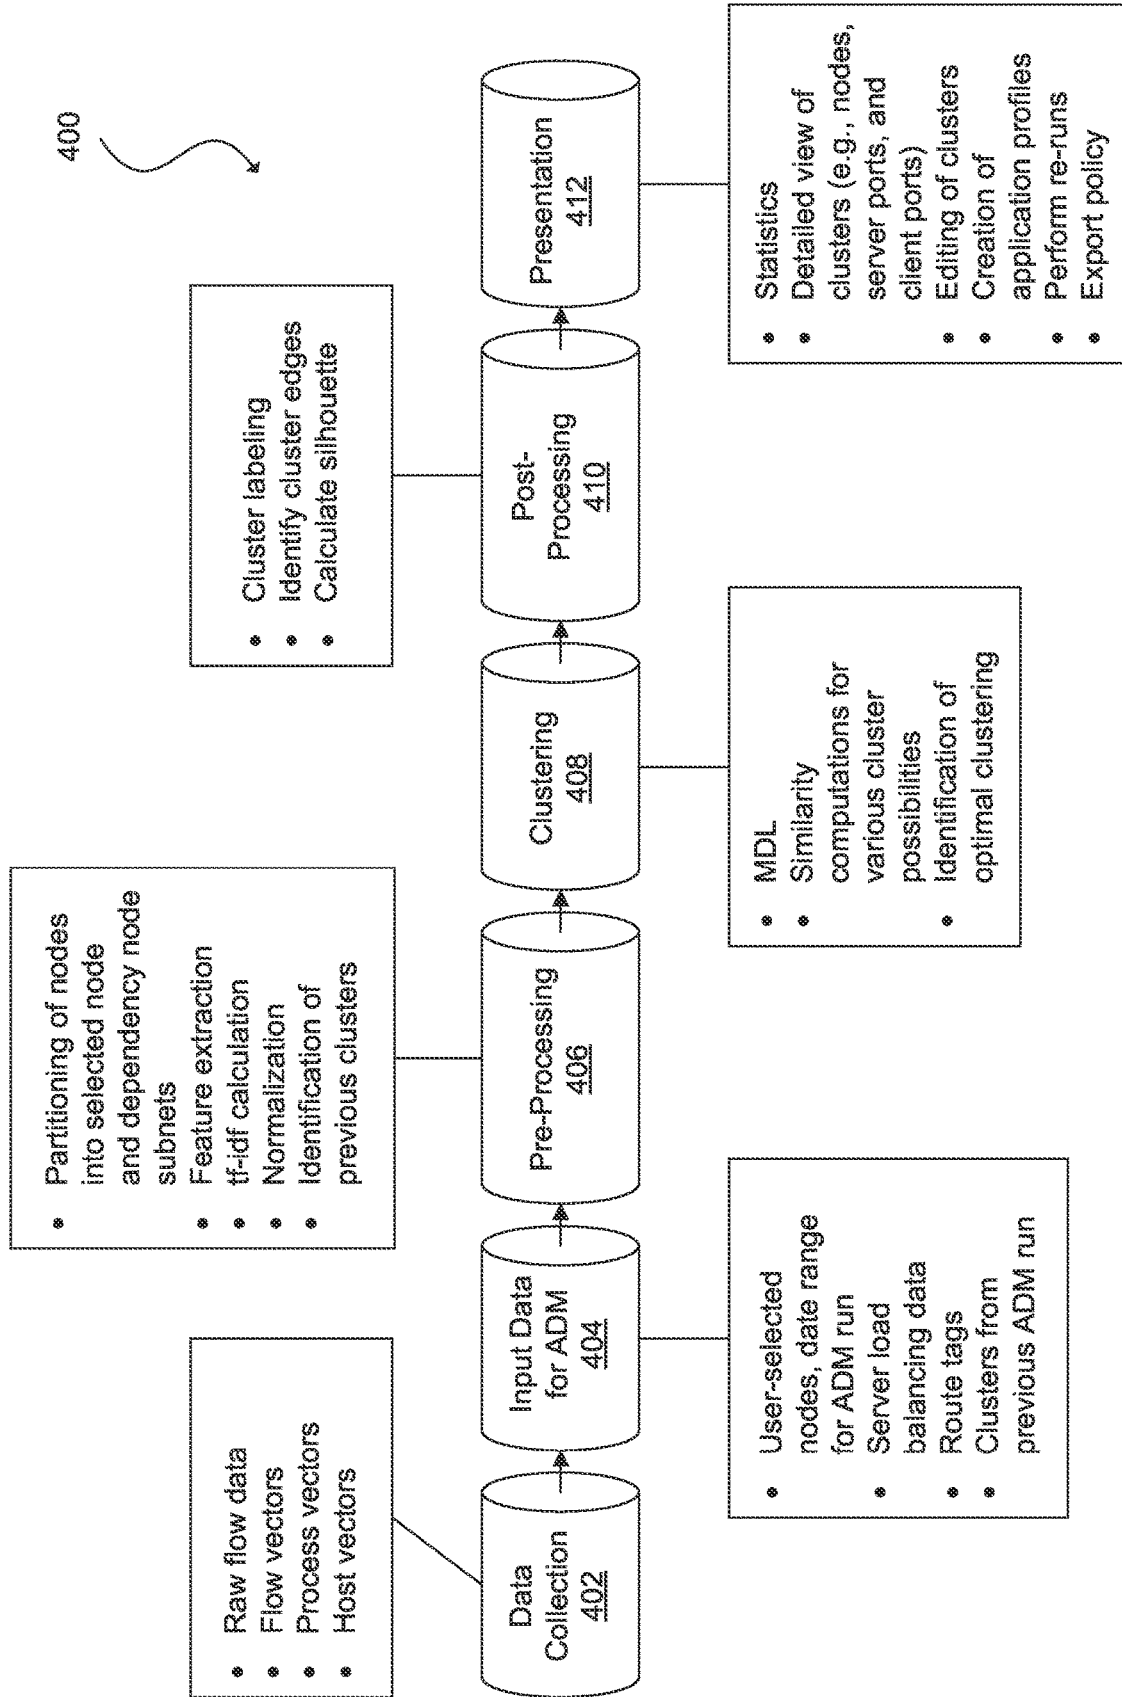 400
• Raw flow data
• Flow vectors
• Process vectors
• Host vectors
• Partitioning of nodes
into selected node
and dependency node
subnets
• Feature extraction
• tf-idf calculation
• Normalization
• Identification of
previous clusters
• Cluster labeling
• Identify cluster edges
• Calculate silhouette
Data
Collection
402
Input Data
for ADM
404
Pre-Processing
406
Clustering
408
Post-
Processing
410
Presentation
412
• User-selected
nodes, date range
for ADM run
• Server load
balancing data
• Route tags
• Clusters from
previous ADM run
• MDL
• Similarity
computations for
various cluster
possibilities
• Identification of
optimal clustering
• Statistics
• Detailed view of
clusters (e.g., nodes,
server ports, and
client ports)
• Editing of clusters
• Creation of
application profiles
• Perform re-runs
• Export policy